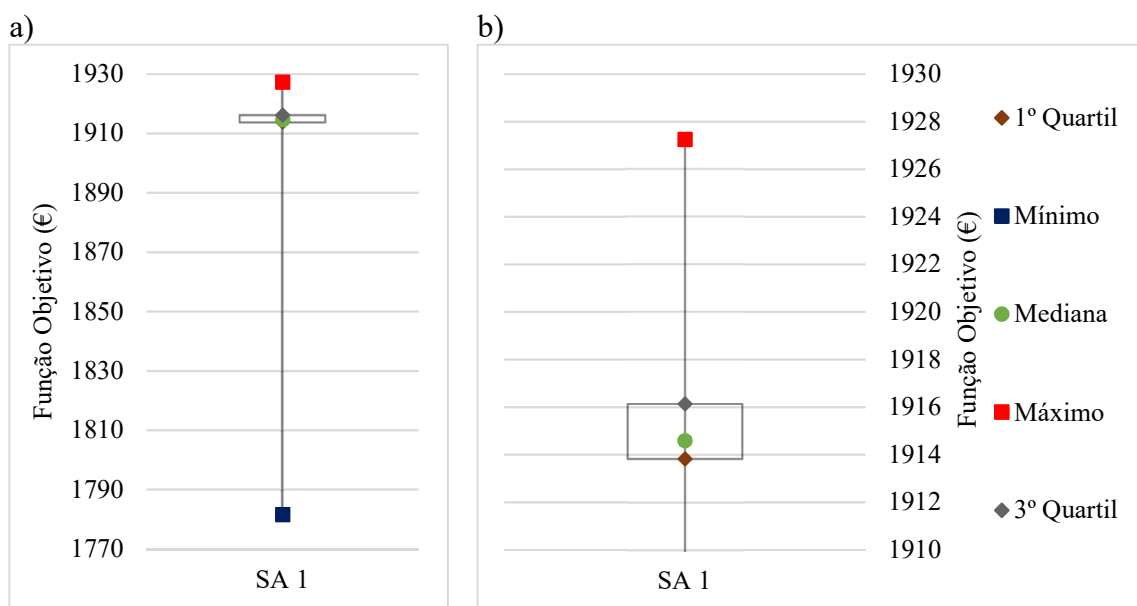 a)
1930
1910
1890
1870
1850
1830
1810
1790
1770
Função Objetivo (€)
SA 1
b)
1930
1928
1926
1924
1922
1920
1918
1916
1914
1912
1910
Função Objetivo (€)
SA 1
1º Quartil
Mínimo
Mediana
Máximo
3º Quartil